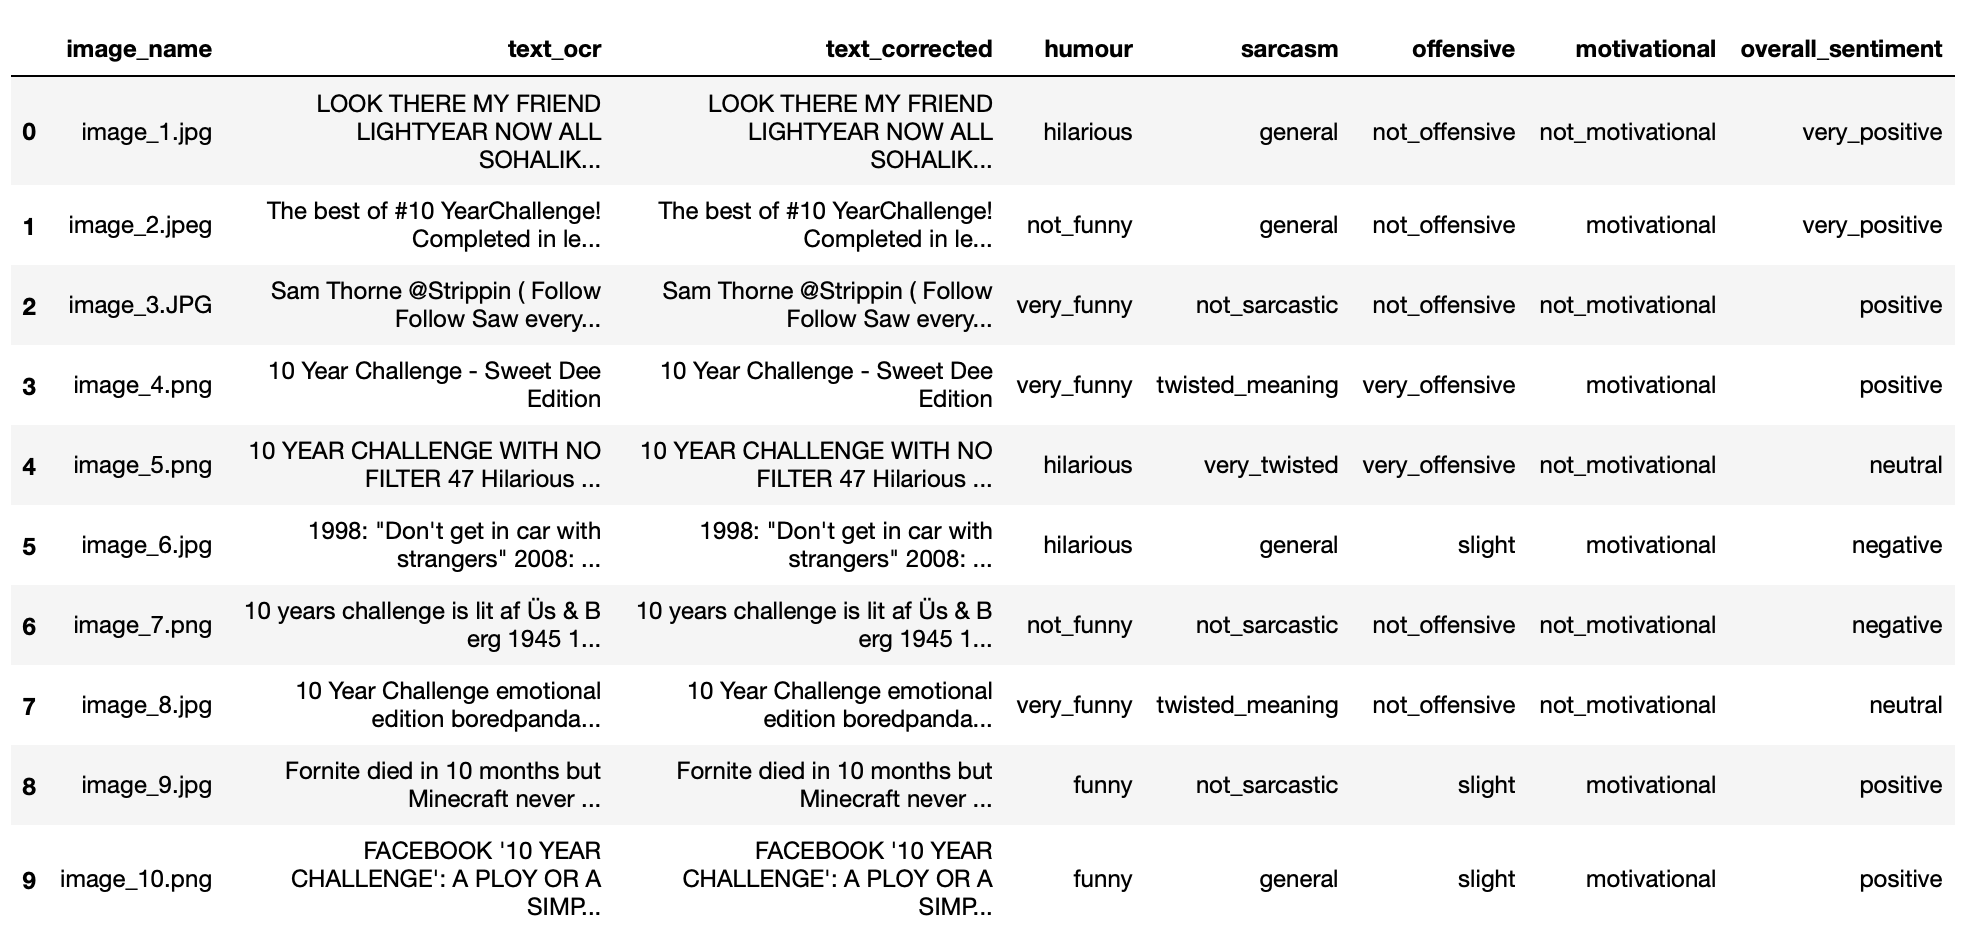 image_name text_ocr text_corrected humour sarcasm offensive motivational overall_sentiment
LOOK THERE MY FRIEND LOOK THERE MY FRIEND
0 image_1.jpg LIGHTYEAR NOW ALL LIGHTYEAR NOW ALL hilarious general not_offensive not_motivational very_positive
SOHALIK... SOHALIK...
The best of #10 YearChallenge! The best of #10 YearChallenge!
1 image_2.jpeg Completed in le... Completed in le... not_funny general not_offensive motivational very_positive
Sam Thorne @Strippin ( Follow Sam Thorne @Strippin ( Follow
2 image_3.JPG Follow Saw every... Follow Saw every... very_funny not_sarcastic not_offensive not_motivational positive
10 Year Challenge - Sweet Dee 10 Year Challenge - Sweet Dee
3 image_4.png Edition Edition very_funny twisted_meaning very_offensive motivational positive
10 YEAR CHALLENGE WITH NO 10 YEAR CHALLENGE WITH NO
4 image_5.png FILTER 47 Hilarious ... FILTER 47 Hilarious ... hilarious very_twisted very_offensive not_motivational neutral
1998: "Don't get in car with 1998: "Don't get in car with
5 image_6.jpg strangers" 2008: ... strangers" 2008: ... hilarious general slight motivational negative
10 years challenge is lit af Üs & B 10 years challenge is lit af Üs & B
6 image_7.png erg 1945 1... erg 1945 1... not_funny not_sarcastic not_offensive not_motivational negative
10 Year Challenge emotional 10 Year Challenge emotional
7 image_8.jpg edition boredpanda... edition boredpanda... very_funny twisted_meaning not_offensive not_motivational neutral
Fornite died in 10 months but Fornite died in 10 months but
8 image_9.jpg Minecraft never ... Minecraft never ... funny not_sarcastic slight motivational positive
FACEBOOK '10 YEAR FACEBOOK '10 YEAR
9 image_10.png CHALLENGE': A PLOY OR A CHALLENGE': A PLOY OR A funny general slight motivational positive
SIMP... SIMP...